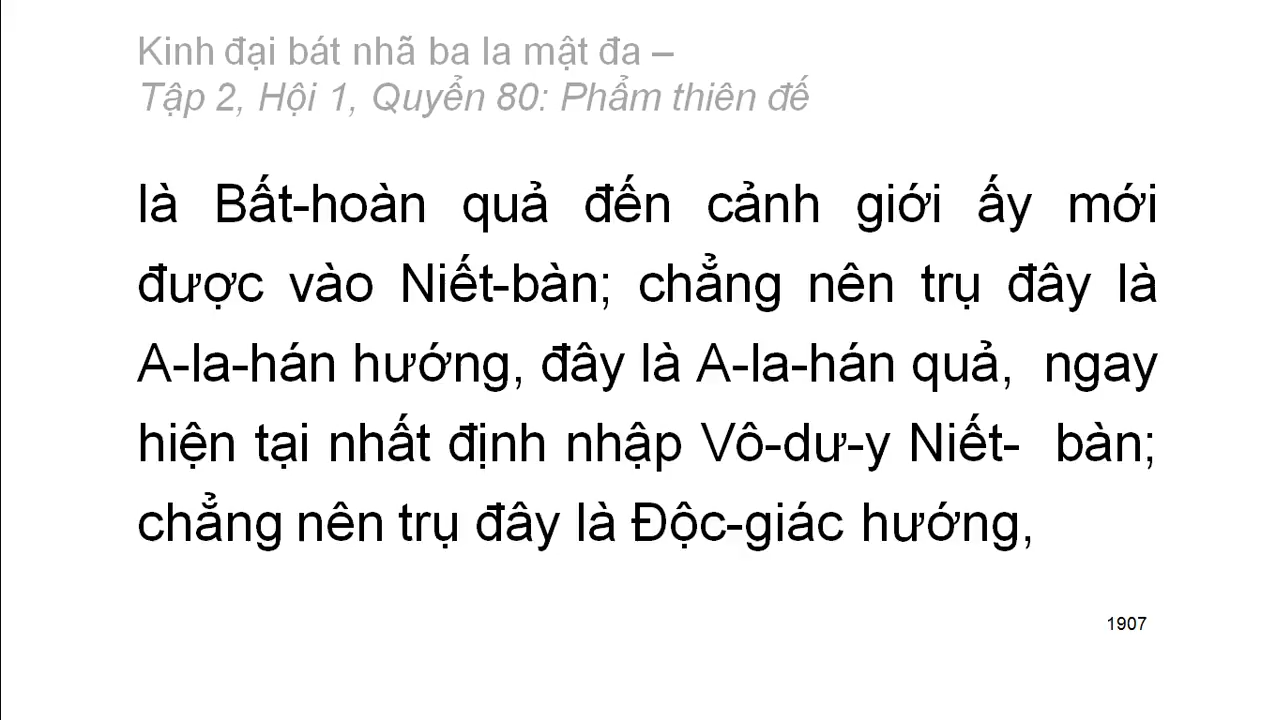 Kinh đại bát nhã ba la mật đa –
Tập 2, Hội 1, Quyển 80: Phẩm thiên đế
là Bất-hoàn quả đến cảnh giới ấy mới
được vào Niết-bàn; chẳng nên trụ đây là
A-la-hán hướng, đây là A-la-hán quả, ngay
hiện tại nhất định nhập Vô-dư-y Niết- bàn;
chẳng nên trụ đây là Độc-giác hướng,
1907